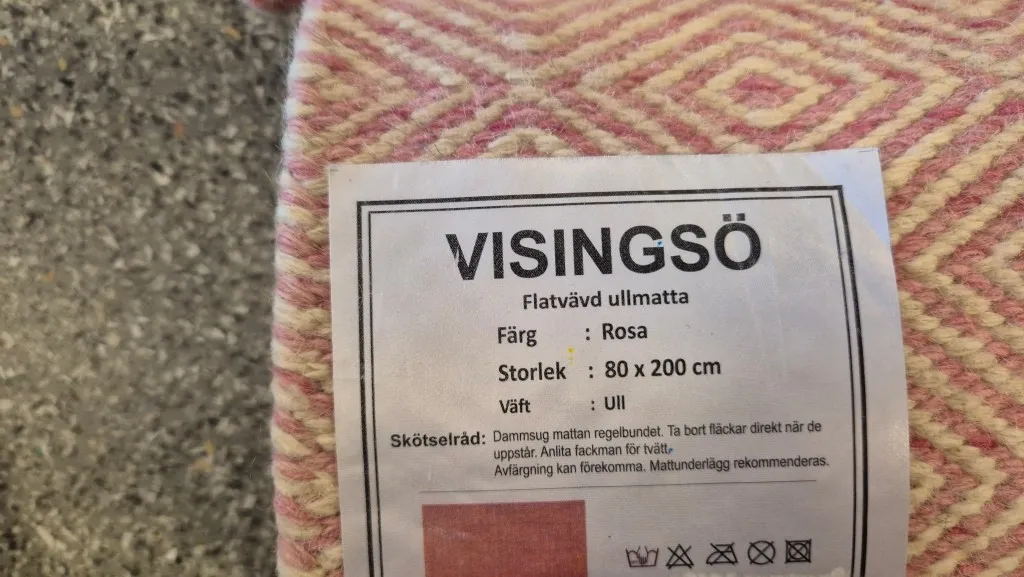 VISINGSÖ
Flatvävd ullmatta
Färg : Rosa
Storlek : 80 x 200 cm
Väft : Ull
Skötselråd: Dammsug mattan regelbundet. Ta bort fläckar direkt när de
uppstår. Anlita fackman för tvätt.
Avfärgning kan förekomma. Mattunderlägg rekommenderas.